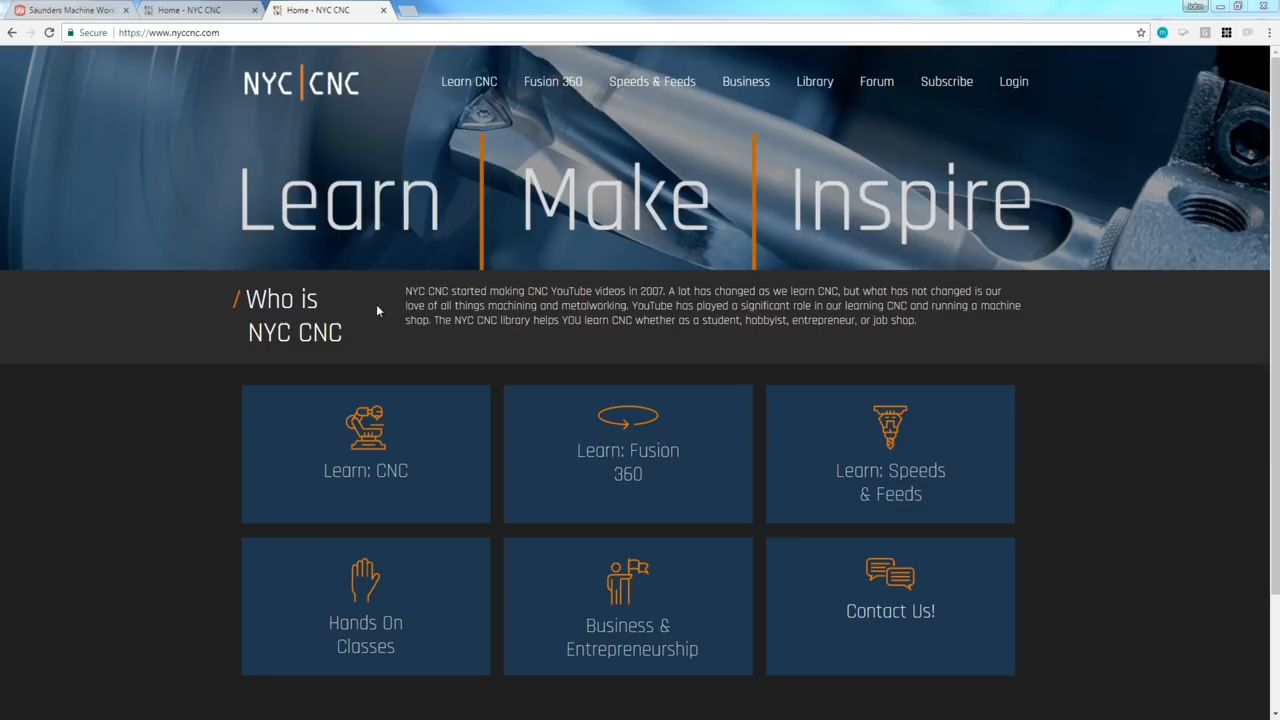 Saunders Machine Work
Home - NYC CNC
Home - NYC CNC
John
Secure
https://www.nyccnc.com
NYC|CNC
Learn CNC
Fusion 360
Speeds & Feeds
Business
Library
Forum
Subscribe
Login
Learn | Make | Inspire
/ Who is
NYC CNC
NYC CNC started making CNC YouTube videos in 2007. A lot has changed as we learn CNC, but what has not changed is our
love of all things machining and metalworking. YouTube has played a significant role in our learning CNC and running a machine
shop. The NYC CNC library helps YOU learn CNC whether as a student, hobbyist, entrepreneur, or job shop.
Learn: CNC
Learn: Fusion
360
Learn: Speeds
& Feeds
Hands On
Classes
Business &
Entrepreneurship
Contact Us!